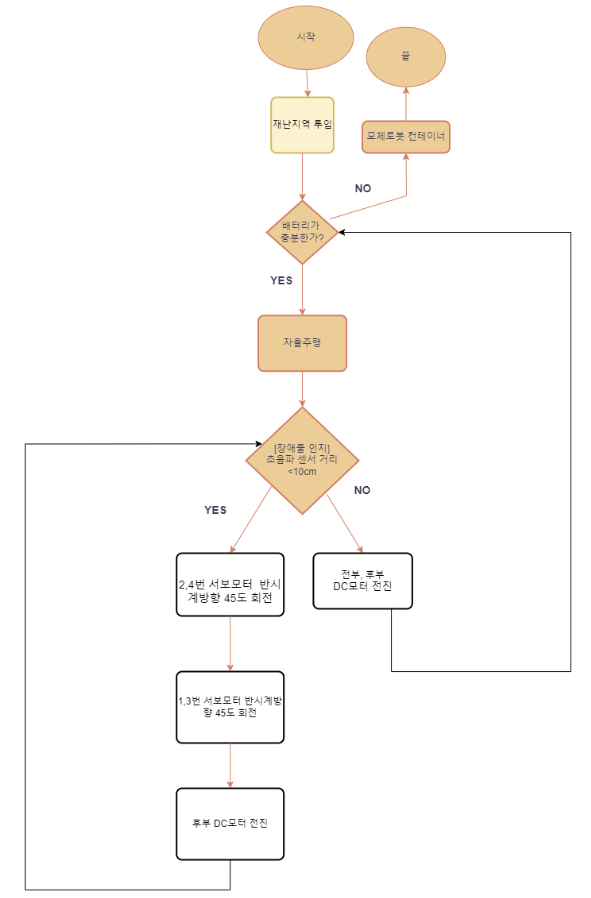 시작
끝
재난지역 투입
모체로봇 컨테이너
NO
배터리가
충분한가?
YES
자율주행
[장애물 인지]
초음파 센서 거리
<10cm
YES
NO
2,4번 서보모터 반시
계방향 45도 회전
전부, 후부
DC모터 전진
1,3번 서보모터 반시계방
향 45도 회전
후부 DC모터 전진